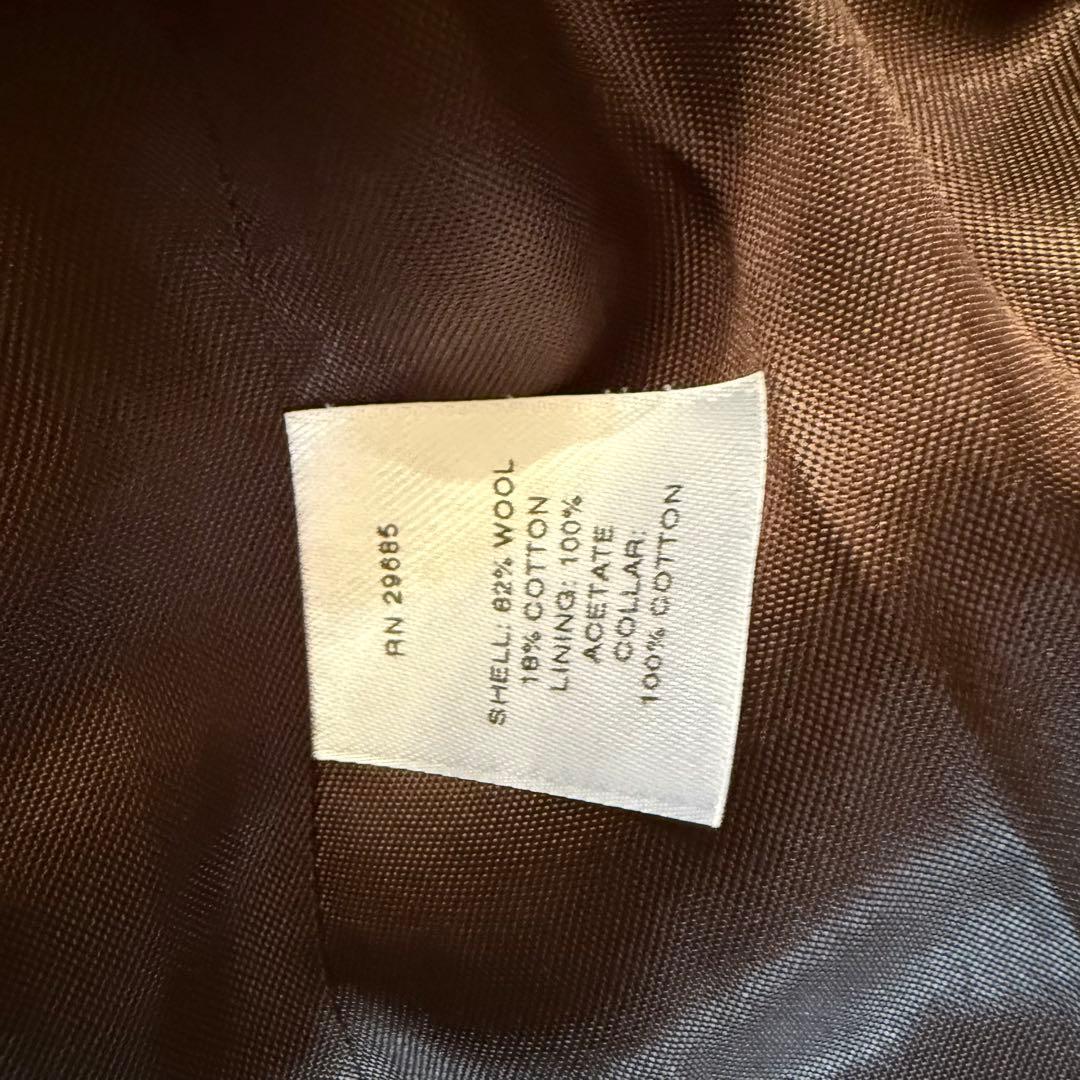 RN 29685
SHELL: 82% WOOL
18% COTTON
LINING: 100%
ACETATE
COLLAR:
100% COTTON